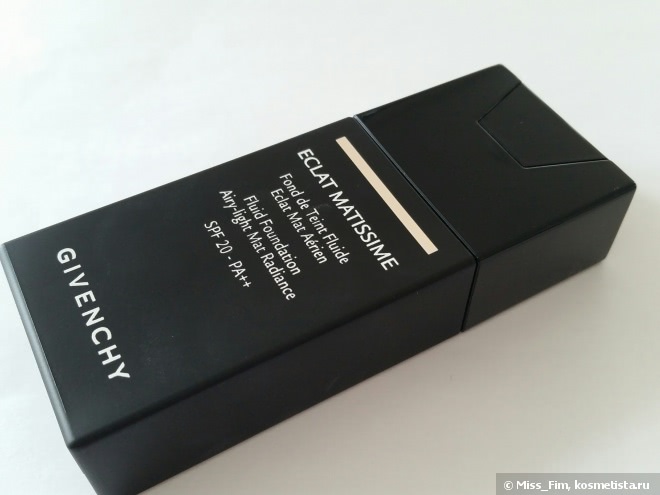 ECLAT MATISSIME
Fond de Teint Fluide
Eclat Mat Aérien
Fluid Foundation
Airy-light Mat Radiance
SPF 20 - PA++
GIVENCHY
© Miss_Fim, kosmetista.ru